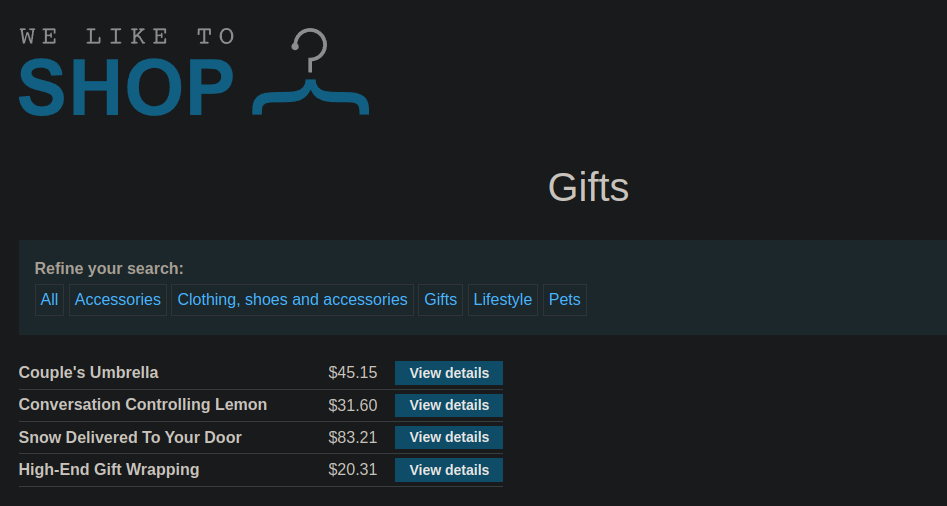 WE LIKE TO
SHOP
Gifts
Refine your search:
All Accessories Clothing, shoes and accessories Gifts Lifestyle Pets
Couple's Umbrella $45.15 View details
Conversation Controlling Lemon $31.60 View details
Snow Delivered To Your Door $83.21 View details
High-End Gift Wrapping $20.31 View details